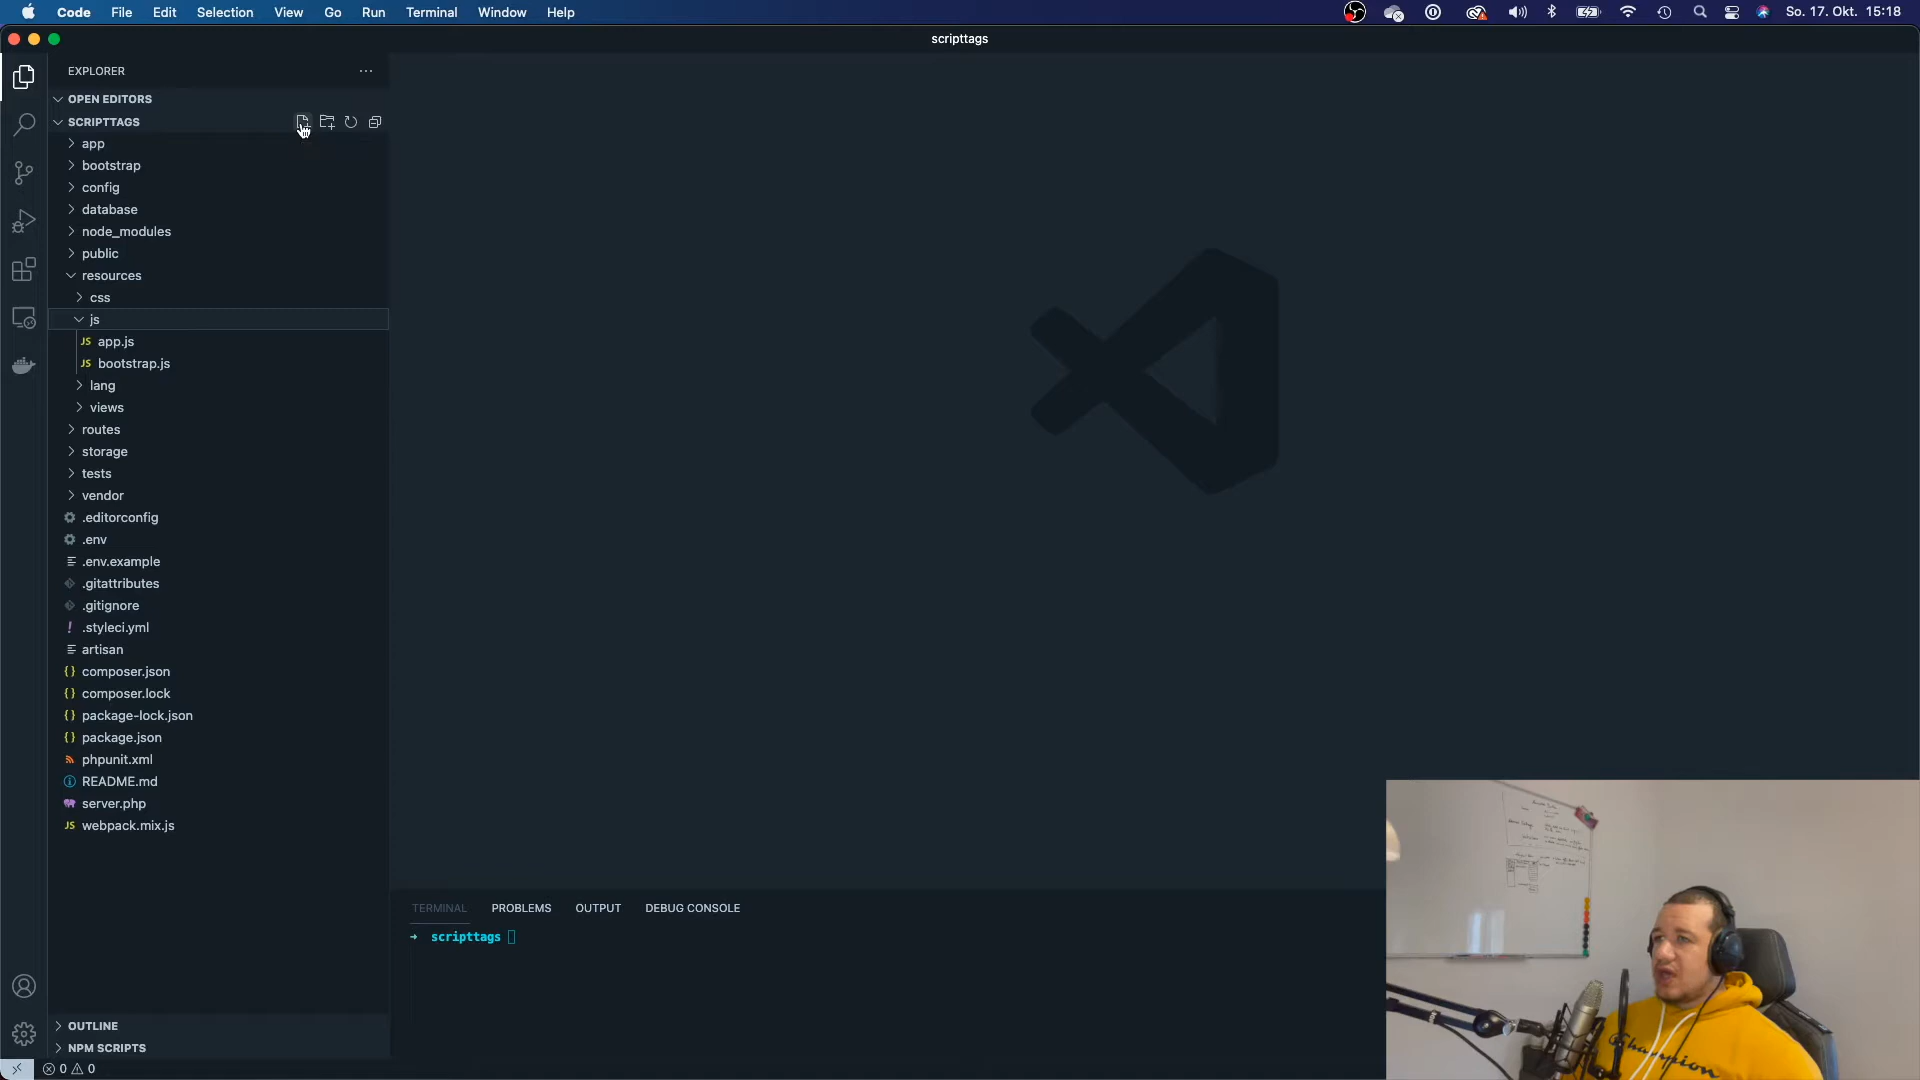 Code File Edit Selection View Go Run Terminal Window Help So. 17. Okt. 15:18
scripttags
EXPLORER
OPEN EDITORS
SCRIPTTAGS
app
bootstrap
config
database
node_modules
public
resources
css
js
JS app.js
JS bootstrap.js
lang
views
routes
storage
tests
vendor
.editorconfig
.env
.env.example
.gitattributes
.gitignore
! .styleci.yml
artisan
{} composer.json
{} composer.lock
{} package-lock.json
{} package.json
phpunit.xml
README.md
server.php
JS webpack.mix.js
OUTLINE
NPM SCRIPTS
0 0
TERMINAL PROBLEMS OUTPUT DEBUG CONSOLE
→ scripttags
Champion